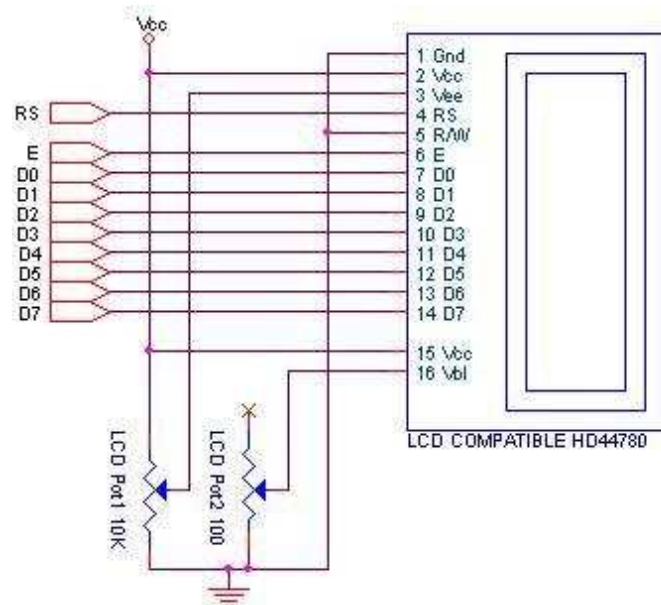 Vcc
1 Gnd
2 Vcc
3 Vee
RS
4 RS
5 R/W
E
6 E
D0
7 D0
D1
8 D1
D2
9 D2
D3
10 D3
D4
11 D4
D5
12 D5
D6
13 D6
D7
14 D7
15 Vcc
16 Vbl
LCD COMPATIBLE HD44780
LCD Pot1 10K
LCD Pot2 100